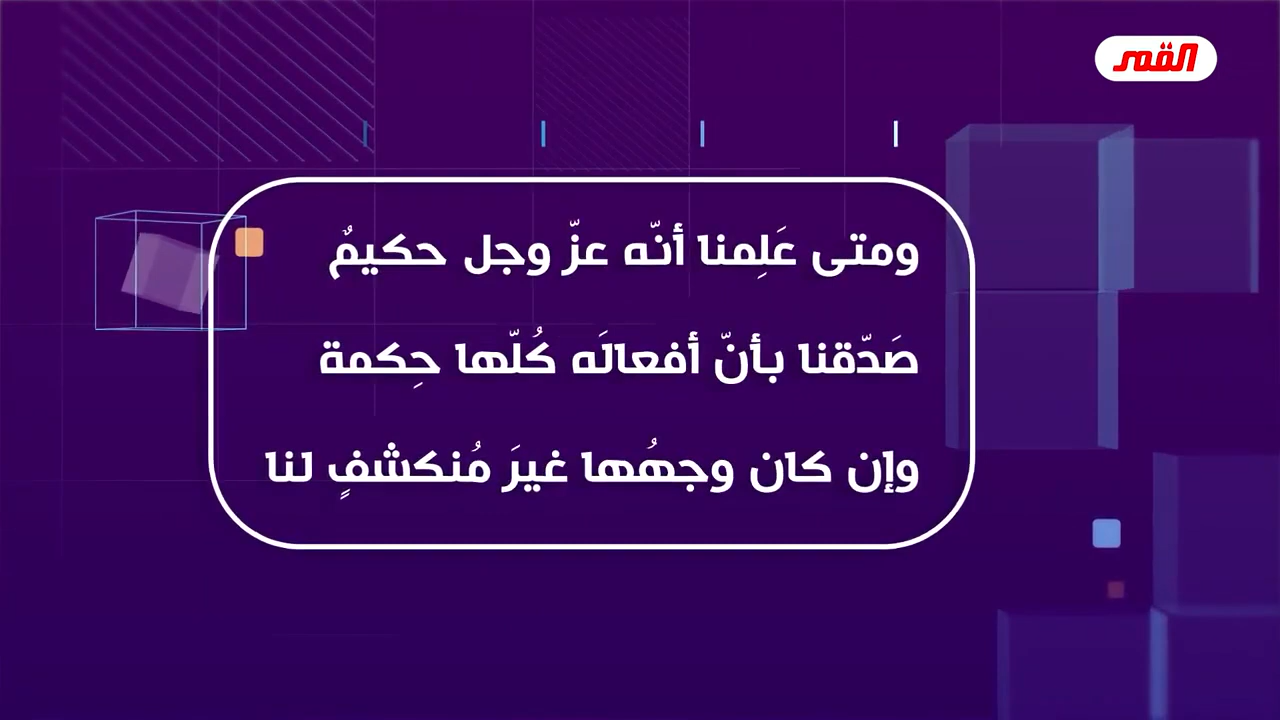 القمر
ومتى عَلِمنا أنّه عزّ وجل حكيمٌ
صَدّقنا بأنّ أفعالَه كُلّها حِكمة
وإن كان وجهُها غيرَ مُنكشفٍ لنا